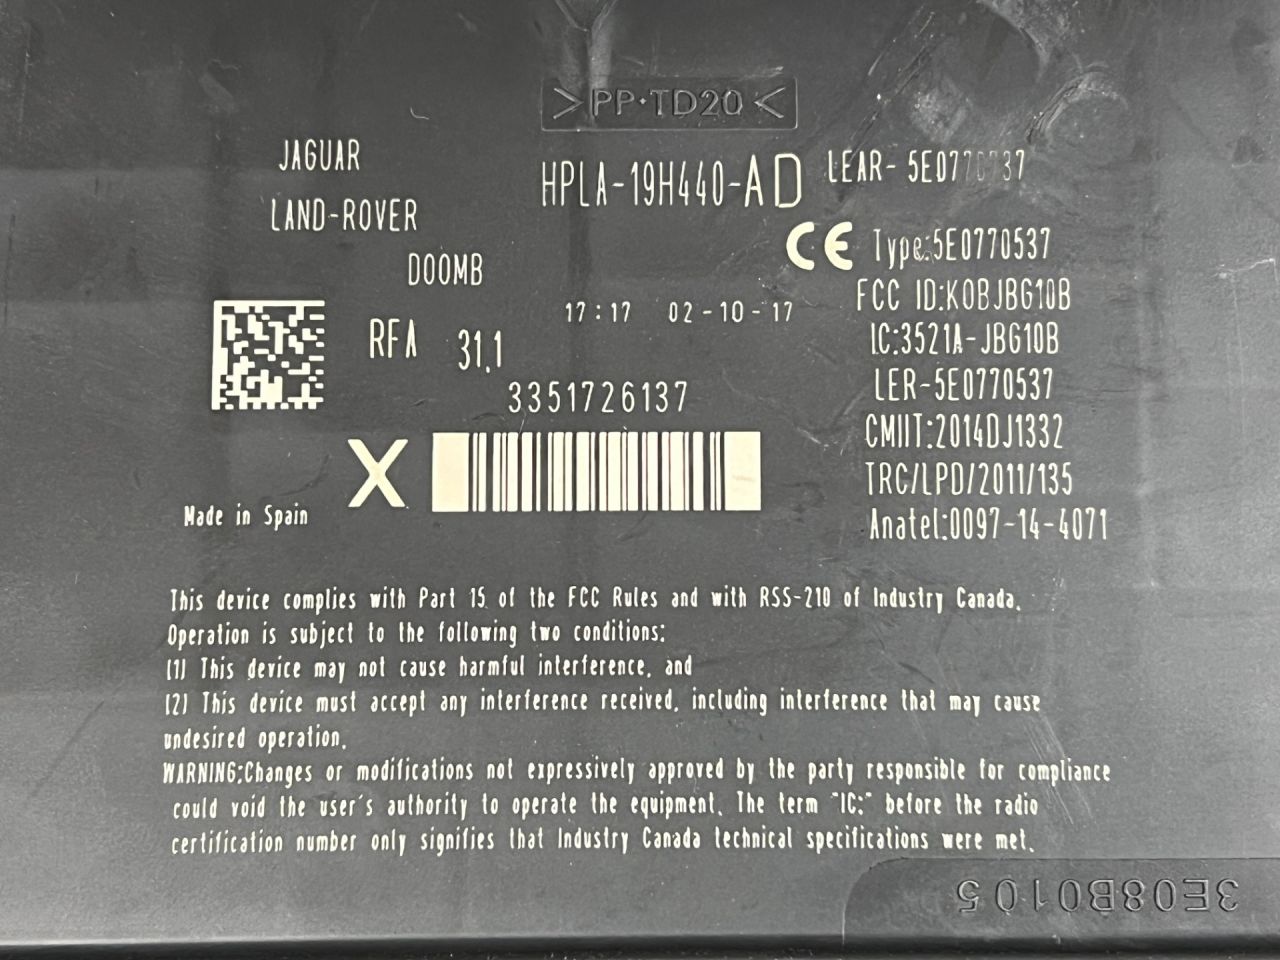 >PP·TD20<
JAGUAR
LAND-ROVER
HPLA-19H440-AD
LEAR-
D00MB
CE
Type:5E0770537
FCC ID:KOBJBG10B
IC:3521A-JBG10B
LER-5E0770537
CMIIT:2014DJ1332
TRC/LPD/2011/135
Anatel:0097-14-4071
17:17 02-10-17
RFA 31.1
3351726137
X
Made in Spain
This device complies with Part 15 of the FCC Rules and with RSS-210 of Industry Canada.
Operation is subject to the following two conditions:
(1) This device may not cause harmful interference, and
(2) This device must accept any interference received, including interference that may cause
undesired operation.
WARNING:Changes or modifications not expressively approved by the party responsible for compliance
could void the user's authority to operate the equipment. The term "IC:" before the radio
certification number only signifies that Industry Canada technical specifications were met.
3E08B0105